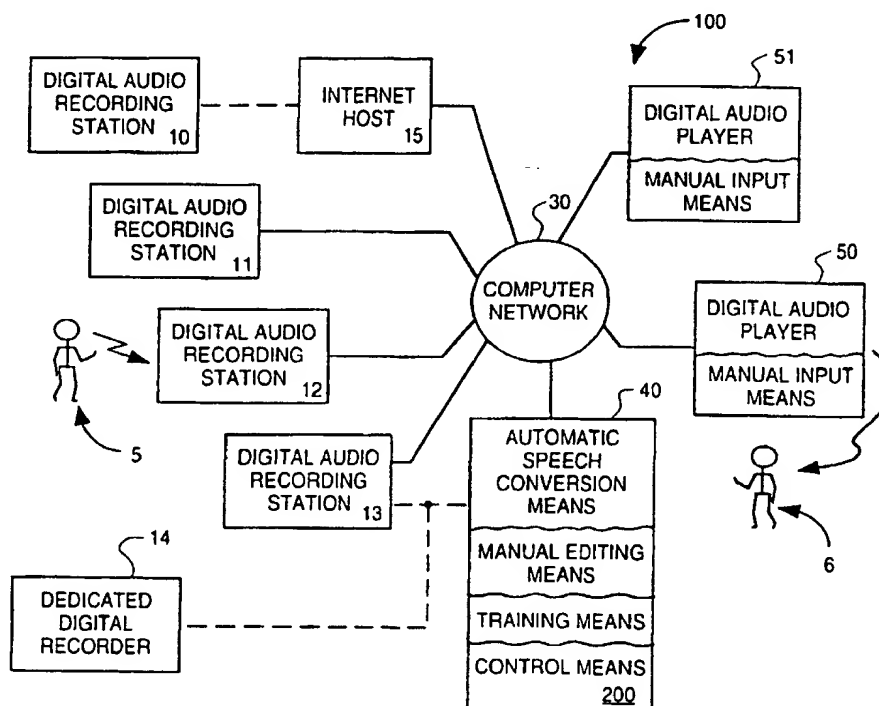 100
DIGITAL AUDIO
RECORDING
STATION
10
INTERNET
HOST
15
51
DIGITAL AUDIO
PLAYER
MANUAL INPUT
MEANS
DIGITAL AUDIO
RECORDING
STATION
11
30
COMPUTER
NETWORK
50
DIGITAL AUDIO
PLAYER
MANUAL INPUT
MEANS
5
DIGITAL AUDIO
RECORDING
STATION
12
DIGITAL AUDIO
RECORDING
STATION
13
40
AUTOMATIC
SPEECH
CONVERSION
MEANS
MANUAL EDITING
MEANS
TRAINING MEANS
CONTROL MEANS
200
6
14
DEDICATED
DIGITAL
RECORDER